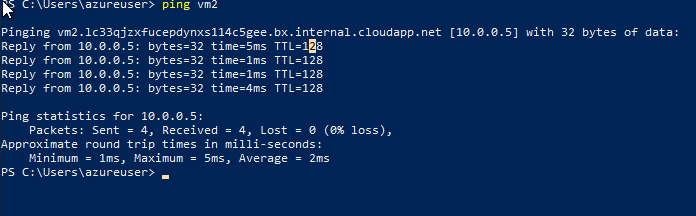 PS C:\Users\azureuser> ping vm2
Pinging vm2.lc33qjzxfucepdynxs114c5gee.bx.internal.cloudapp.net [10.0.0.5] with 32 bytes of data:
Reply from 10.0.0.5: bytes=32 time=5ms TTL=128
Reply from 10.0.0.5: bytes=32 time=1ms TTL=128
Reply from 10.0.0.5: bytes=32 time=1ms TTL=128
Reply from 10.0.0.5: bytes=32 time=4ms TTL=128
Ping statistics for 10.0.0.5:
    Packets: Sent = 4, Received = 4, Lost = 0 (0% loss),
Approximate round trip times in milli-seconds:
    Minimum = 1ms, Maximum = 5ms, Average = 2ms
PS C:\Users\azureuser>